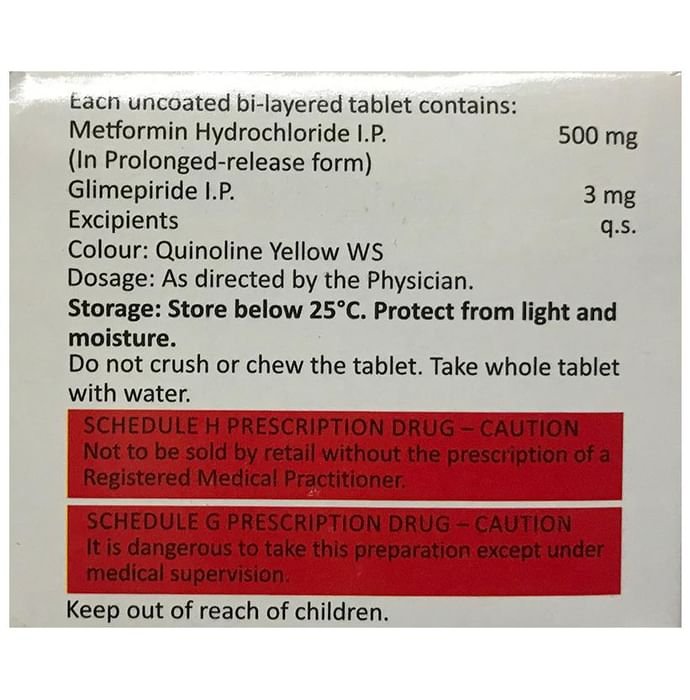 Each uncoated bi-layered tablet contains:
Metformin Hydrochloride I.P. 500 mg
(In Prolonged-release form)
Glimepiride I.P. 3 mg
Excipients q.s.
Colour: Quinoline Yellow WS
Dosage: As directed by the Physician.
Storage: Store below 25°C. Protect from light and
moisture.
Do not crush or chew the tablet. Take whole tablet
with water.
SCHEDULE H PRESCRIPTION DRUG – CAUTION
Not to be sold by retail without the prescription of a
Registered Medical Practitioner.
SCHEDULE G PRESCRIPTION DRUG – CAUTION
It is dangerous to take this preparation except under
medical supervision.
Keep out of reach of children.